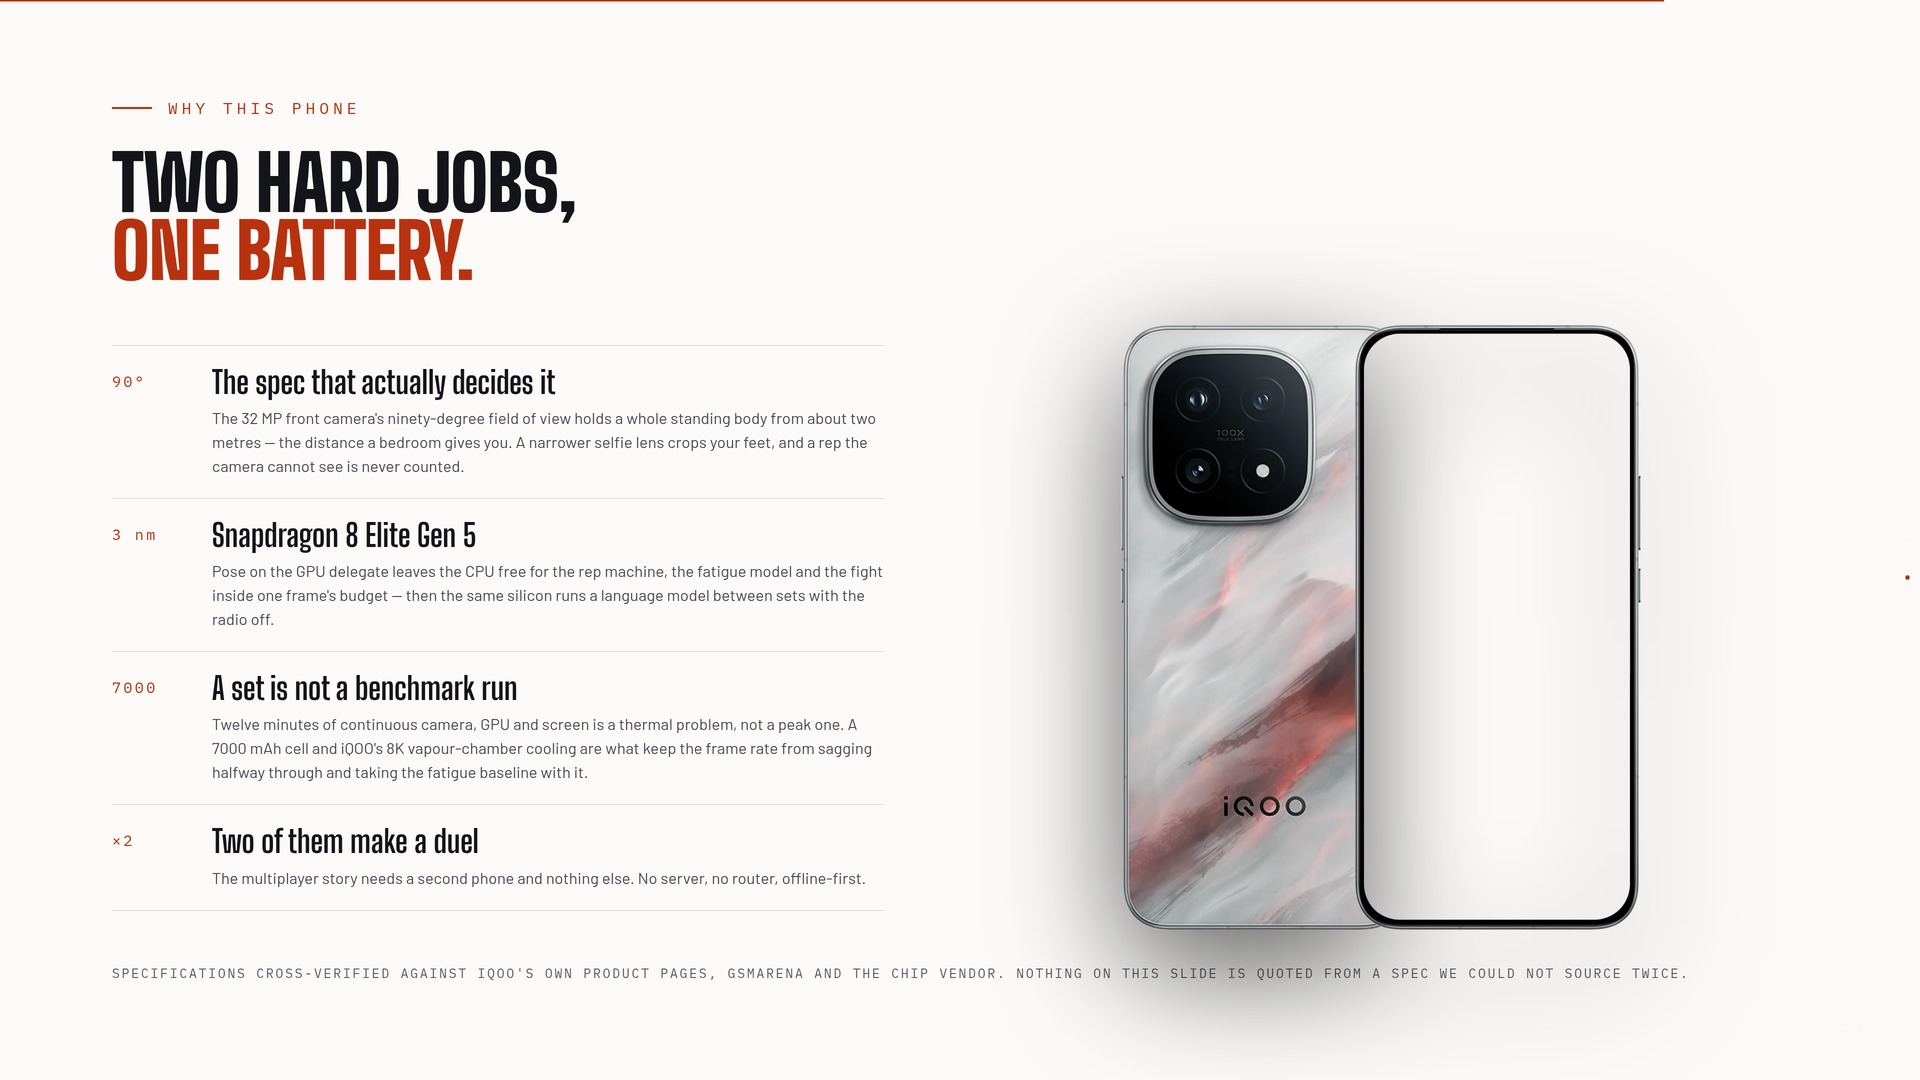 WHY THIS PHONE
TWO HARD JOBS,
ONE BATTERY.
90°
The spec that actually decides it
The 32 MP front camera's ninety-degree field of view holds a whole standing body from about two
metres — the distance a bedroom gives you. A narrower selfie lens crops your feet, and a rep the
camera cannot see is never counted.
3 nm
Snapdragon 8 Elite Gen 5
Pose on the GPU delegate leaves the CPU free for the rep machine, the fatigue model and the fight
inside one frame's budget — then the same silicon runs a language model between sets with the
radio off.
7000
A set is not a benchmark run
Twelve minutes of continuous camera, GPU and screen is a thermal problem, not a peak one. A
7000 mAh cell and iQOO's 8K vapour-chamber cooling are what keep the frame rate from sagging
halfway through and taking the fatigue baseline with it.
×2
Two of them make a duel
The multiplayer story needs a second phone and nothing else. No server, no router, offline-first.
100X
TELE LENS
iQOO
SPECIFICATIONS CROSS-VERIFIED AGAINST IQOO'S OWN PRODUCT PAGES, GSMARENA AND THE CHIP VENDOR. NOTHING ON THIS SLIDE IS QUOTED FROM A SPEC WE COULD NOT SOURCE TWICE.